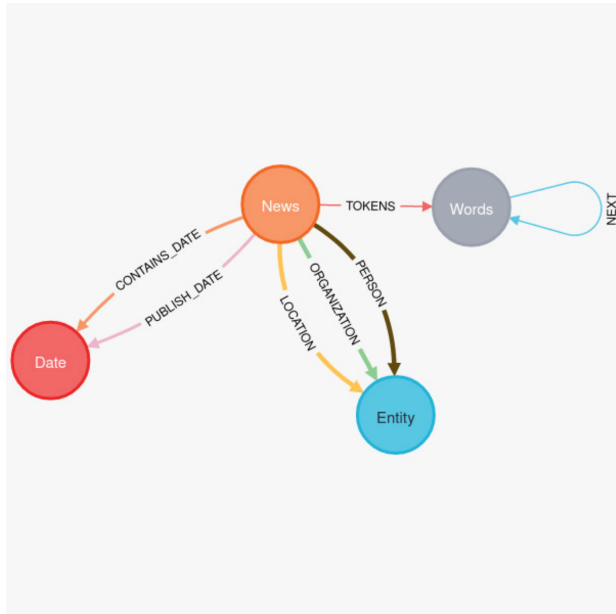 News
TOKENS
Words
NEXT
CONTAINS_DATE
PUBLISH_DATE
LOCATION
ORGANIZATION
PERSON
Date
Entity